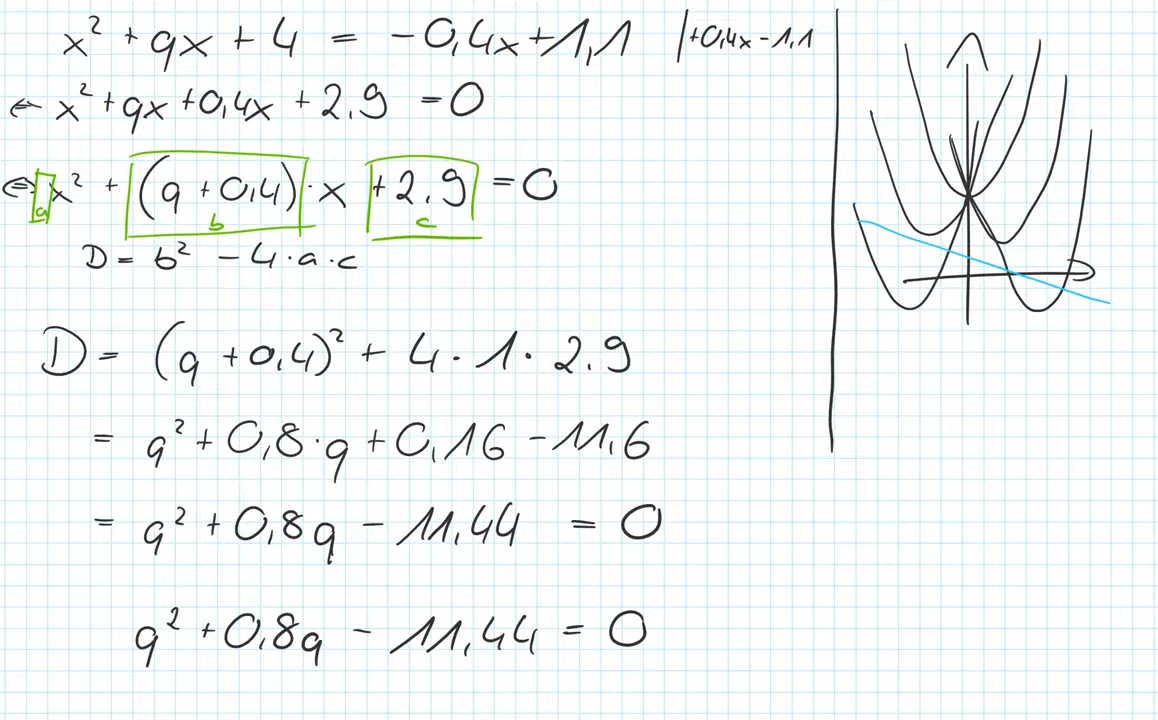 x² + qx + 4 = -0,4x+1,1 |+0,4x-1,1
⇔ x² + qx +0,4x + 2.9 = 0
⇔ x² + (q +0,4) · x + 2.9 = 0
a b c
D = b² - 4 · a · c
D = (q + 0,4)² + 4 · 1 · 2.9
= q² + 0,8 · q + 0,16 - 11,6
= q² + 0,8q - 11,44 = 0
q² + 0,8q - 11,44 = 0